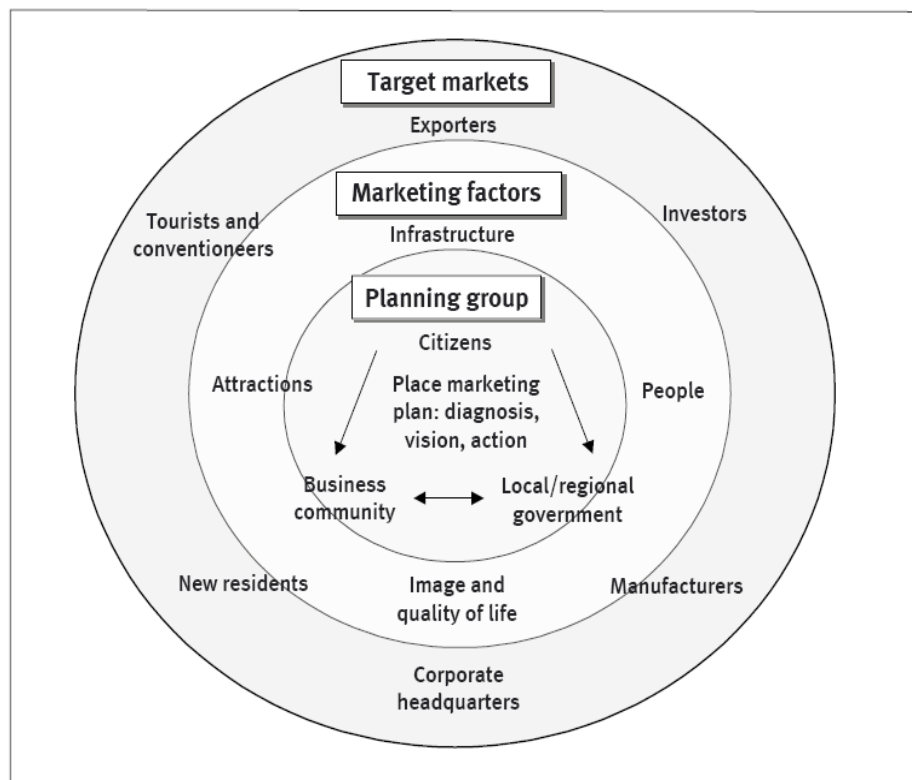 Target markets
Exporters
Marketing factors
Investors
Tourists and
conventioneers
Infrastructure
Planning group
Citizens
Attractions
Place marketing
plan: diagnosis,
vision, action
People
Business
community
Local/regional
government
New residents
Image and
quality of life
Manufacturers
Corporate
headquarters